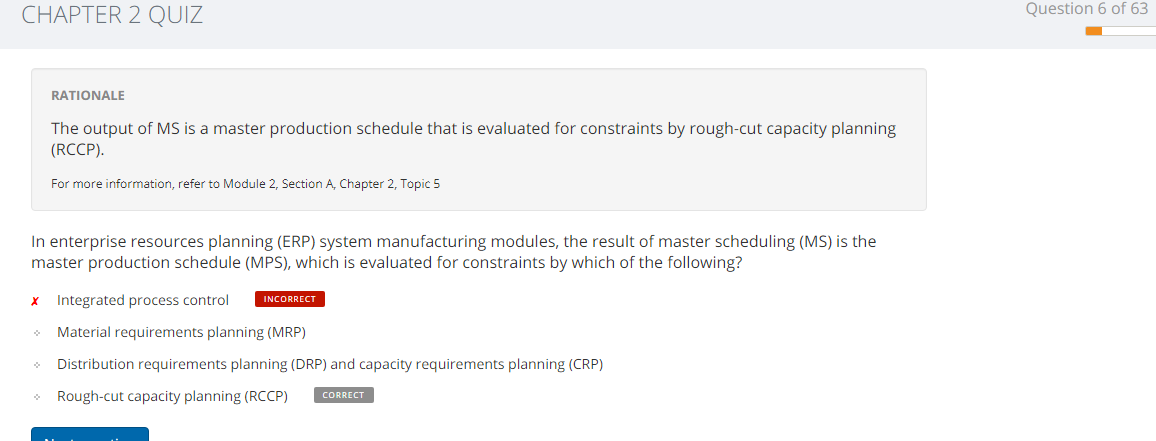 CHAPTER 2 QUIZ
Question 6 of 63
RATIONALE
The output of MS is a master production schedule that is evaluated for constraints by rough-cut capacity planning
(RCCP).
For more information, refer to Module 2, Section A, Chapter 2, Topic 5
In enterprise resources planning (ERP) system manufacturing modules, the result of master scheduling (MS) is the
master production schedule (MPS), which is evaluated for constraints by which of the following?
✗ Integrated process control INCORRECT
Material requirements planning (MRP)
Distribution requirements planning (DRP) and capacity requirements planning (CRP)
Rough-cut capacity planning (RCCP) CORRECT